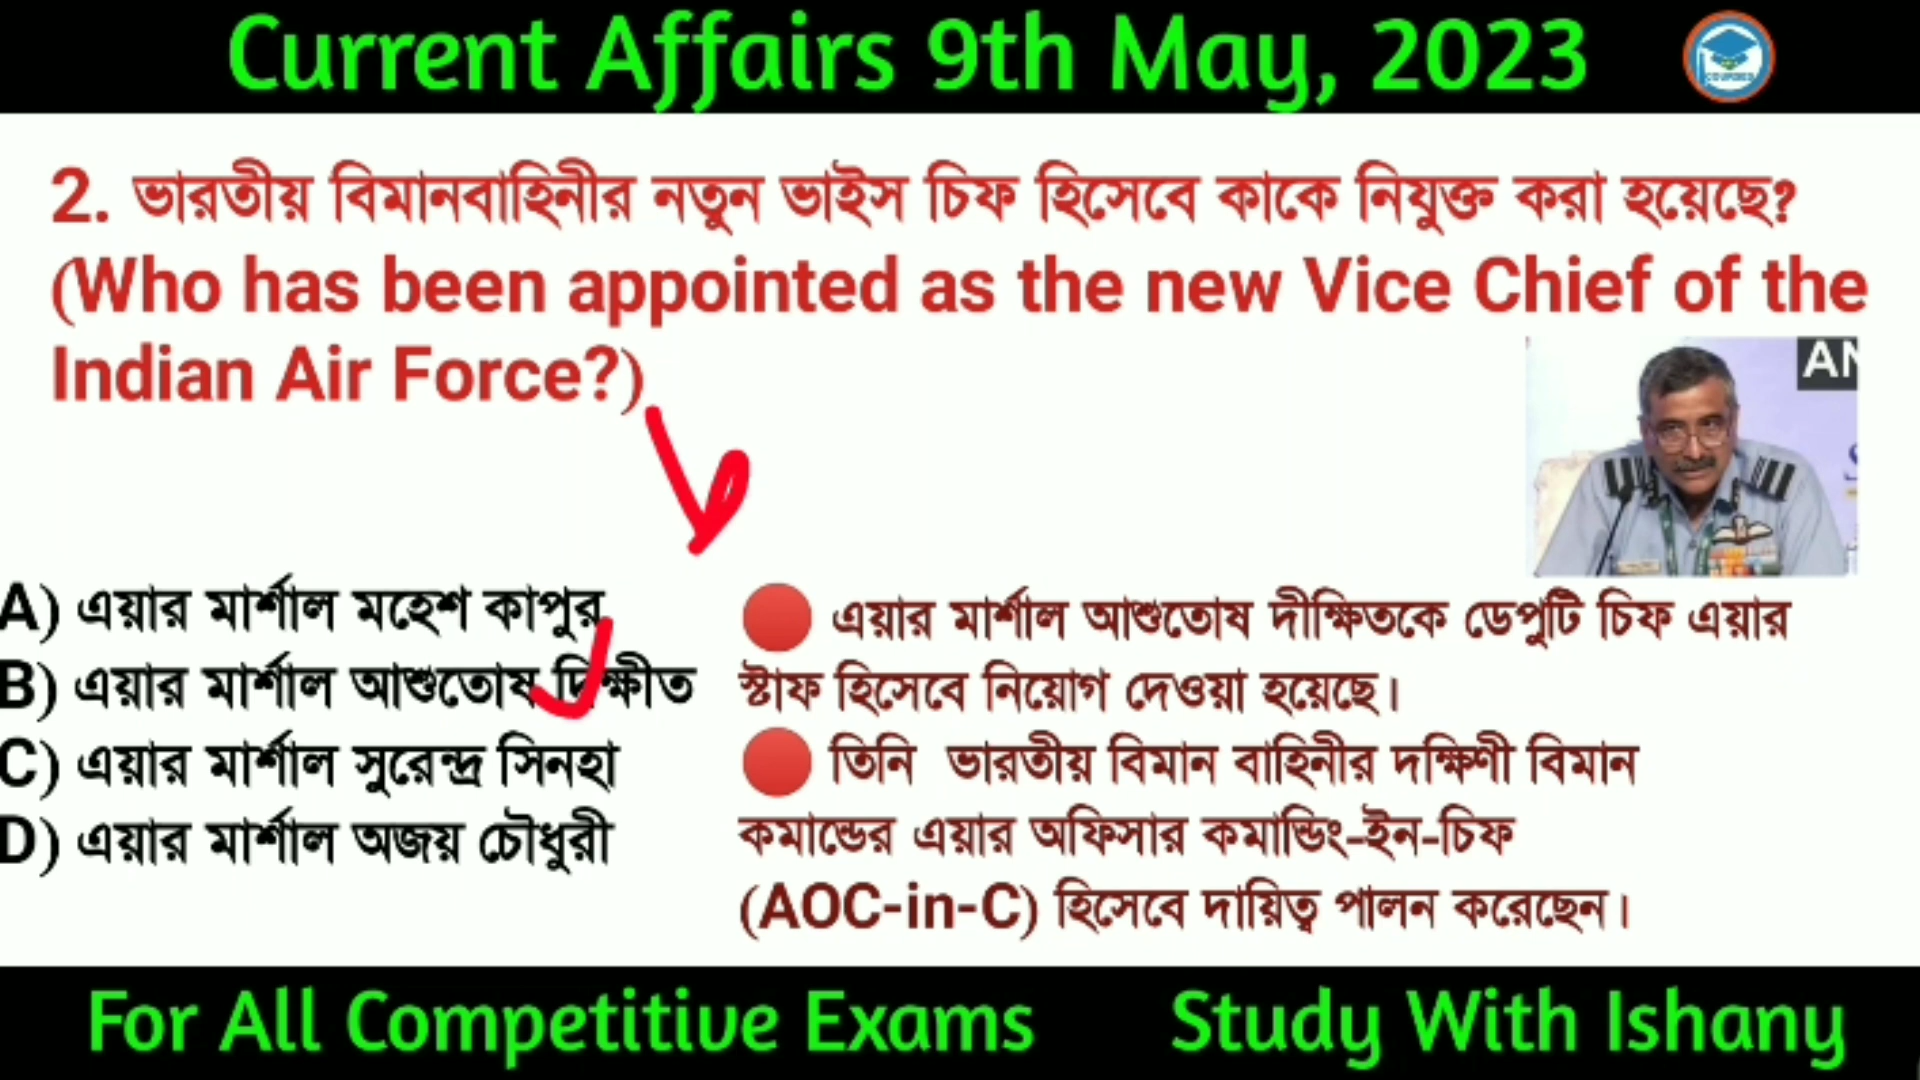 Current Affairs 9th May, 2023
2. ভারতীয় বিমানবাহিনীর নতুন ভাইস চিফ হিসেবে কাকে নিযুক্ত করা হয়েছে?
(Who has been appointed as the new Vice Chief of the
Indian Air Force?)
AN
A) এয়ার মার্শাল মহেশ কাপুর
B) এয়ার মার্শাল আশুতোষ দিক্ষীত
C) এয়ার মার্শাল সুরেন্দ্র সিনহা
D) এয়ার মার্শাল অজয় চৌধুরী
এয়ার মার্শাল আশুতোষ দীক্ষিতকে ডেপুটি চিফ এয়ার
স্টাফ হিসেবে নিয়োগ দেওয়া হয়েছে।
তিনি ভারতীয় বিমান বাহিনীর দক্ষিণী বিমান
কমান্ডের এয়ার অফিসার কমান্ডিং-ইন-চিফ
(AOC-in-C) হিসেবে দায়িত্ব পালন করেছেন।
For All Competitive Exams Study With Ishany